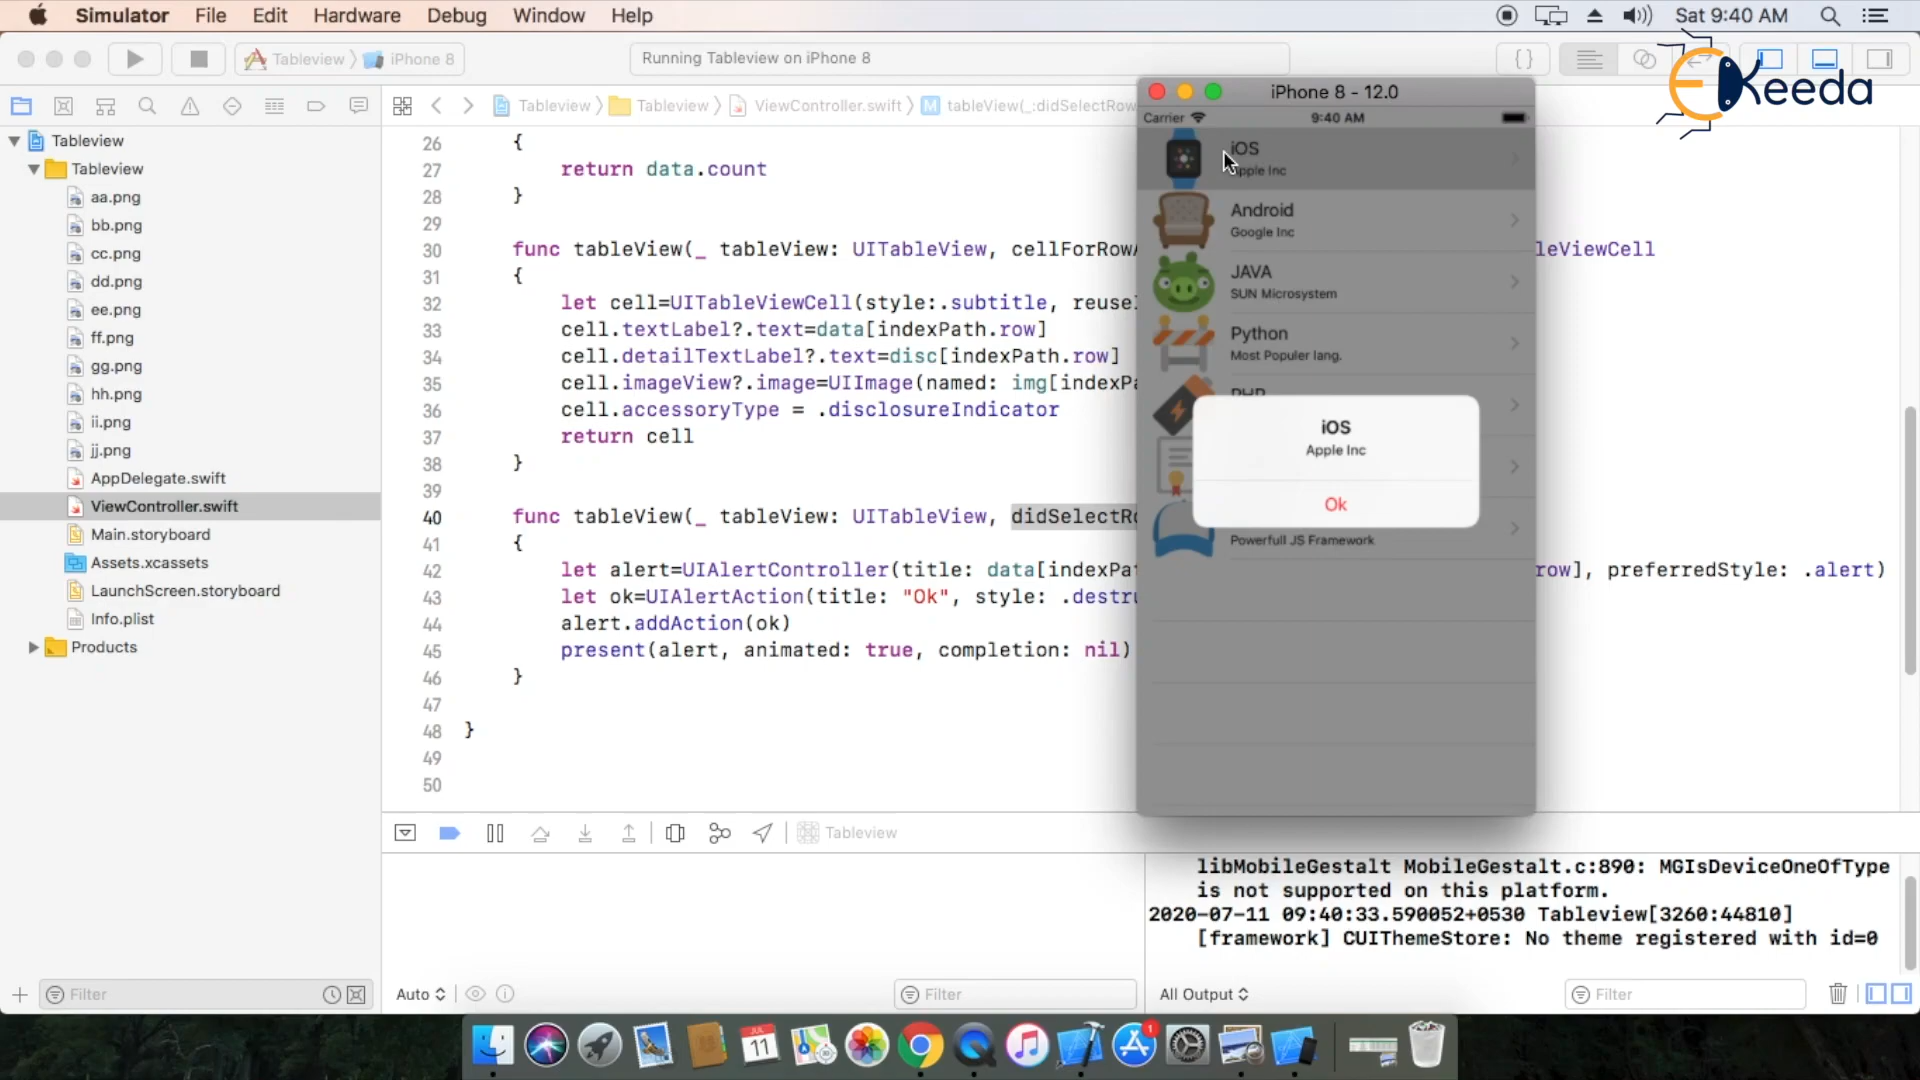 Simulator File Edit Hardware Debug Window Help Sat 9:40 AM
Tableview iPhone 8
Running Tableview on iPhone 8
EKeeda
Tableview Tableview ViewController.swift M tableView(_:didSelectRow
iPhone 8 - 12.0
Carrier 9:40 AM
iOS
Apple Inc
Android
Google Inc
JAVA
SUN Microsystem
Python
Most Populer lang.
PHP
iOS
Apple Inc
Ok
Powerfull JS Framework
Tableview
Tableview
aa.png
bb.png
cc.png
dd.png
ee.png
ff.png
gg.png
hh.png
ii.png
jj.png
AppDelegate.swift
ViewController.swift
Main.storyboard
Assets.xcassets
LaunchScreen.storyboard
Info.plist
Products
26 {
27 return data.count
28 }
29
30 func tableView(_ tableView: UITableView, cellForRowA leViewCell
31 {
32 let cell=UITableViewCell(style:.subtitle, reuse
33 cell.textLabel?.text=data[indexPath.row]
34 cell.detailTextLabel?.text=disc[indexPath.row]
35 cell.imageView?.image=UIImage(named: img[indexPa
36 cell.accessoryType = .disclosureIndicator
37 return cell
38 }
39
40 func tableView(_ tableView: UITableView, didSelectRo
41 {
42 let alert=UIAlertController(title: data[indexPa row], preferredStyle: .alert)
43 let ok=UIAlertAction(title: "Ok", style: .destru
44 alert.addAction(ok)
45 present(alert, animated: true, completion: nil)
46 }
47
48 }
49
50
Tableview
libMobileGestalt MobileGestalt.c:890: MGIsDeviceOneOfType
is not supported on this platform.
2020-07-11 09:40:33.590052+0530 Tableview[3260:44810]
[framework] CUIThemeStore: No theme registered with id=0
Filter Auto Filter All Output Filter
JUL
11
1